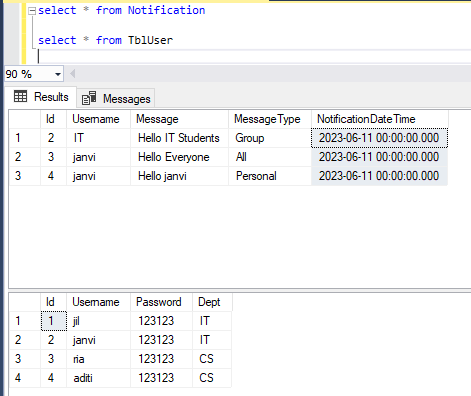 select * from Notification
select * from TblUser
90 %
Results Messages
Id Username Message MessageType NotificationDateTime
1 2 IT Hello IT Students Group 2023-06-11 00:00:00.000
2 3 janvi Hello Everyone All 2023-06-11 00:00:00.000
3 4 janvi Hello janvi Personal 2023-06-11 00:00:00.000
Id Username Password Dept
1 1 jil 123123 IT
2 2 janvi 123123 IT
3 3 ria 123123 CS
4 4 aditi 123123 CS